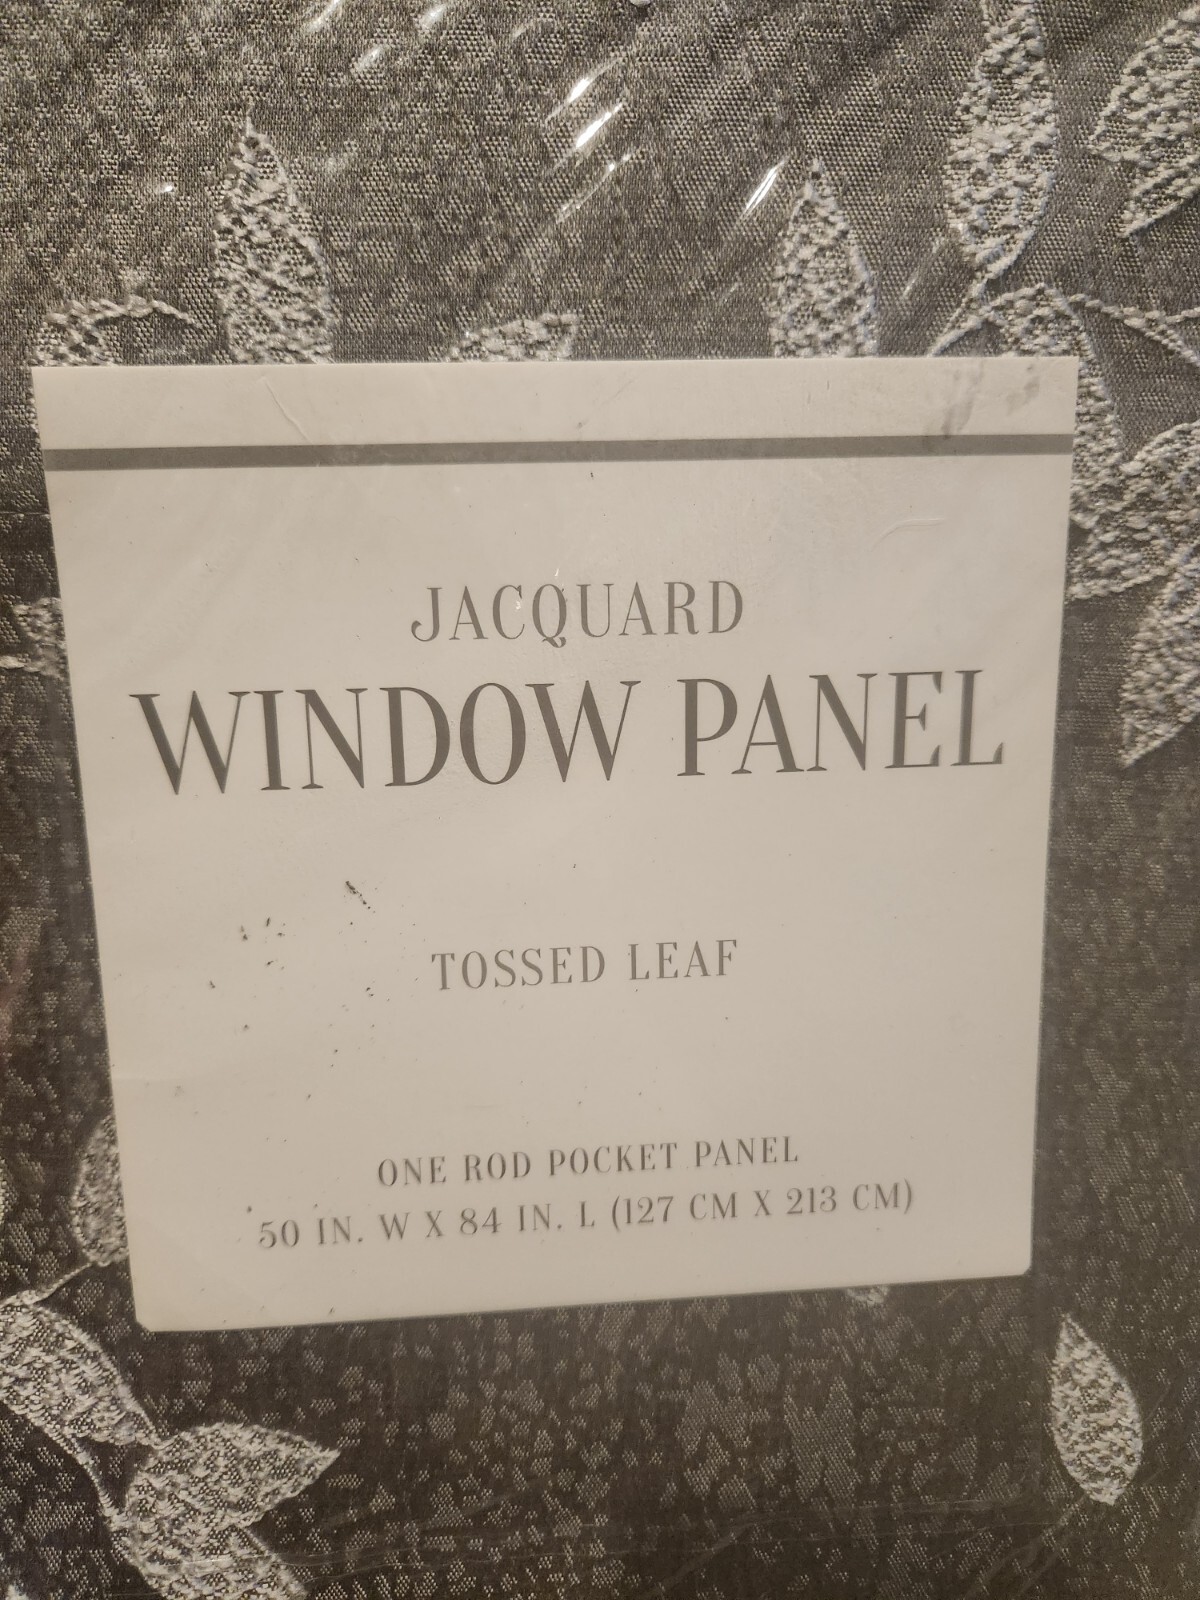 JACQUARD
WINDOW PANEL
TOSSED LEAF
ONE ROD POCKET PANEL
50 IN. W X 84 IN. L (127 CM X 213 CM)